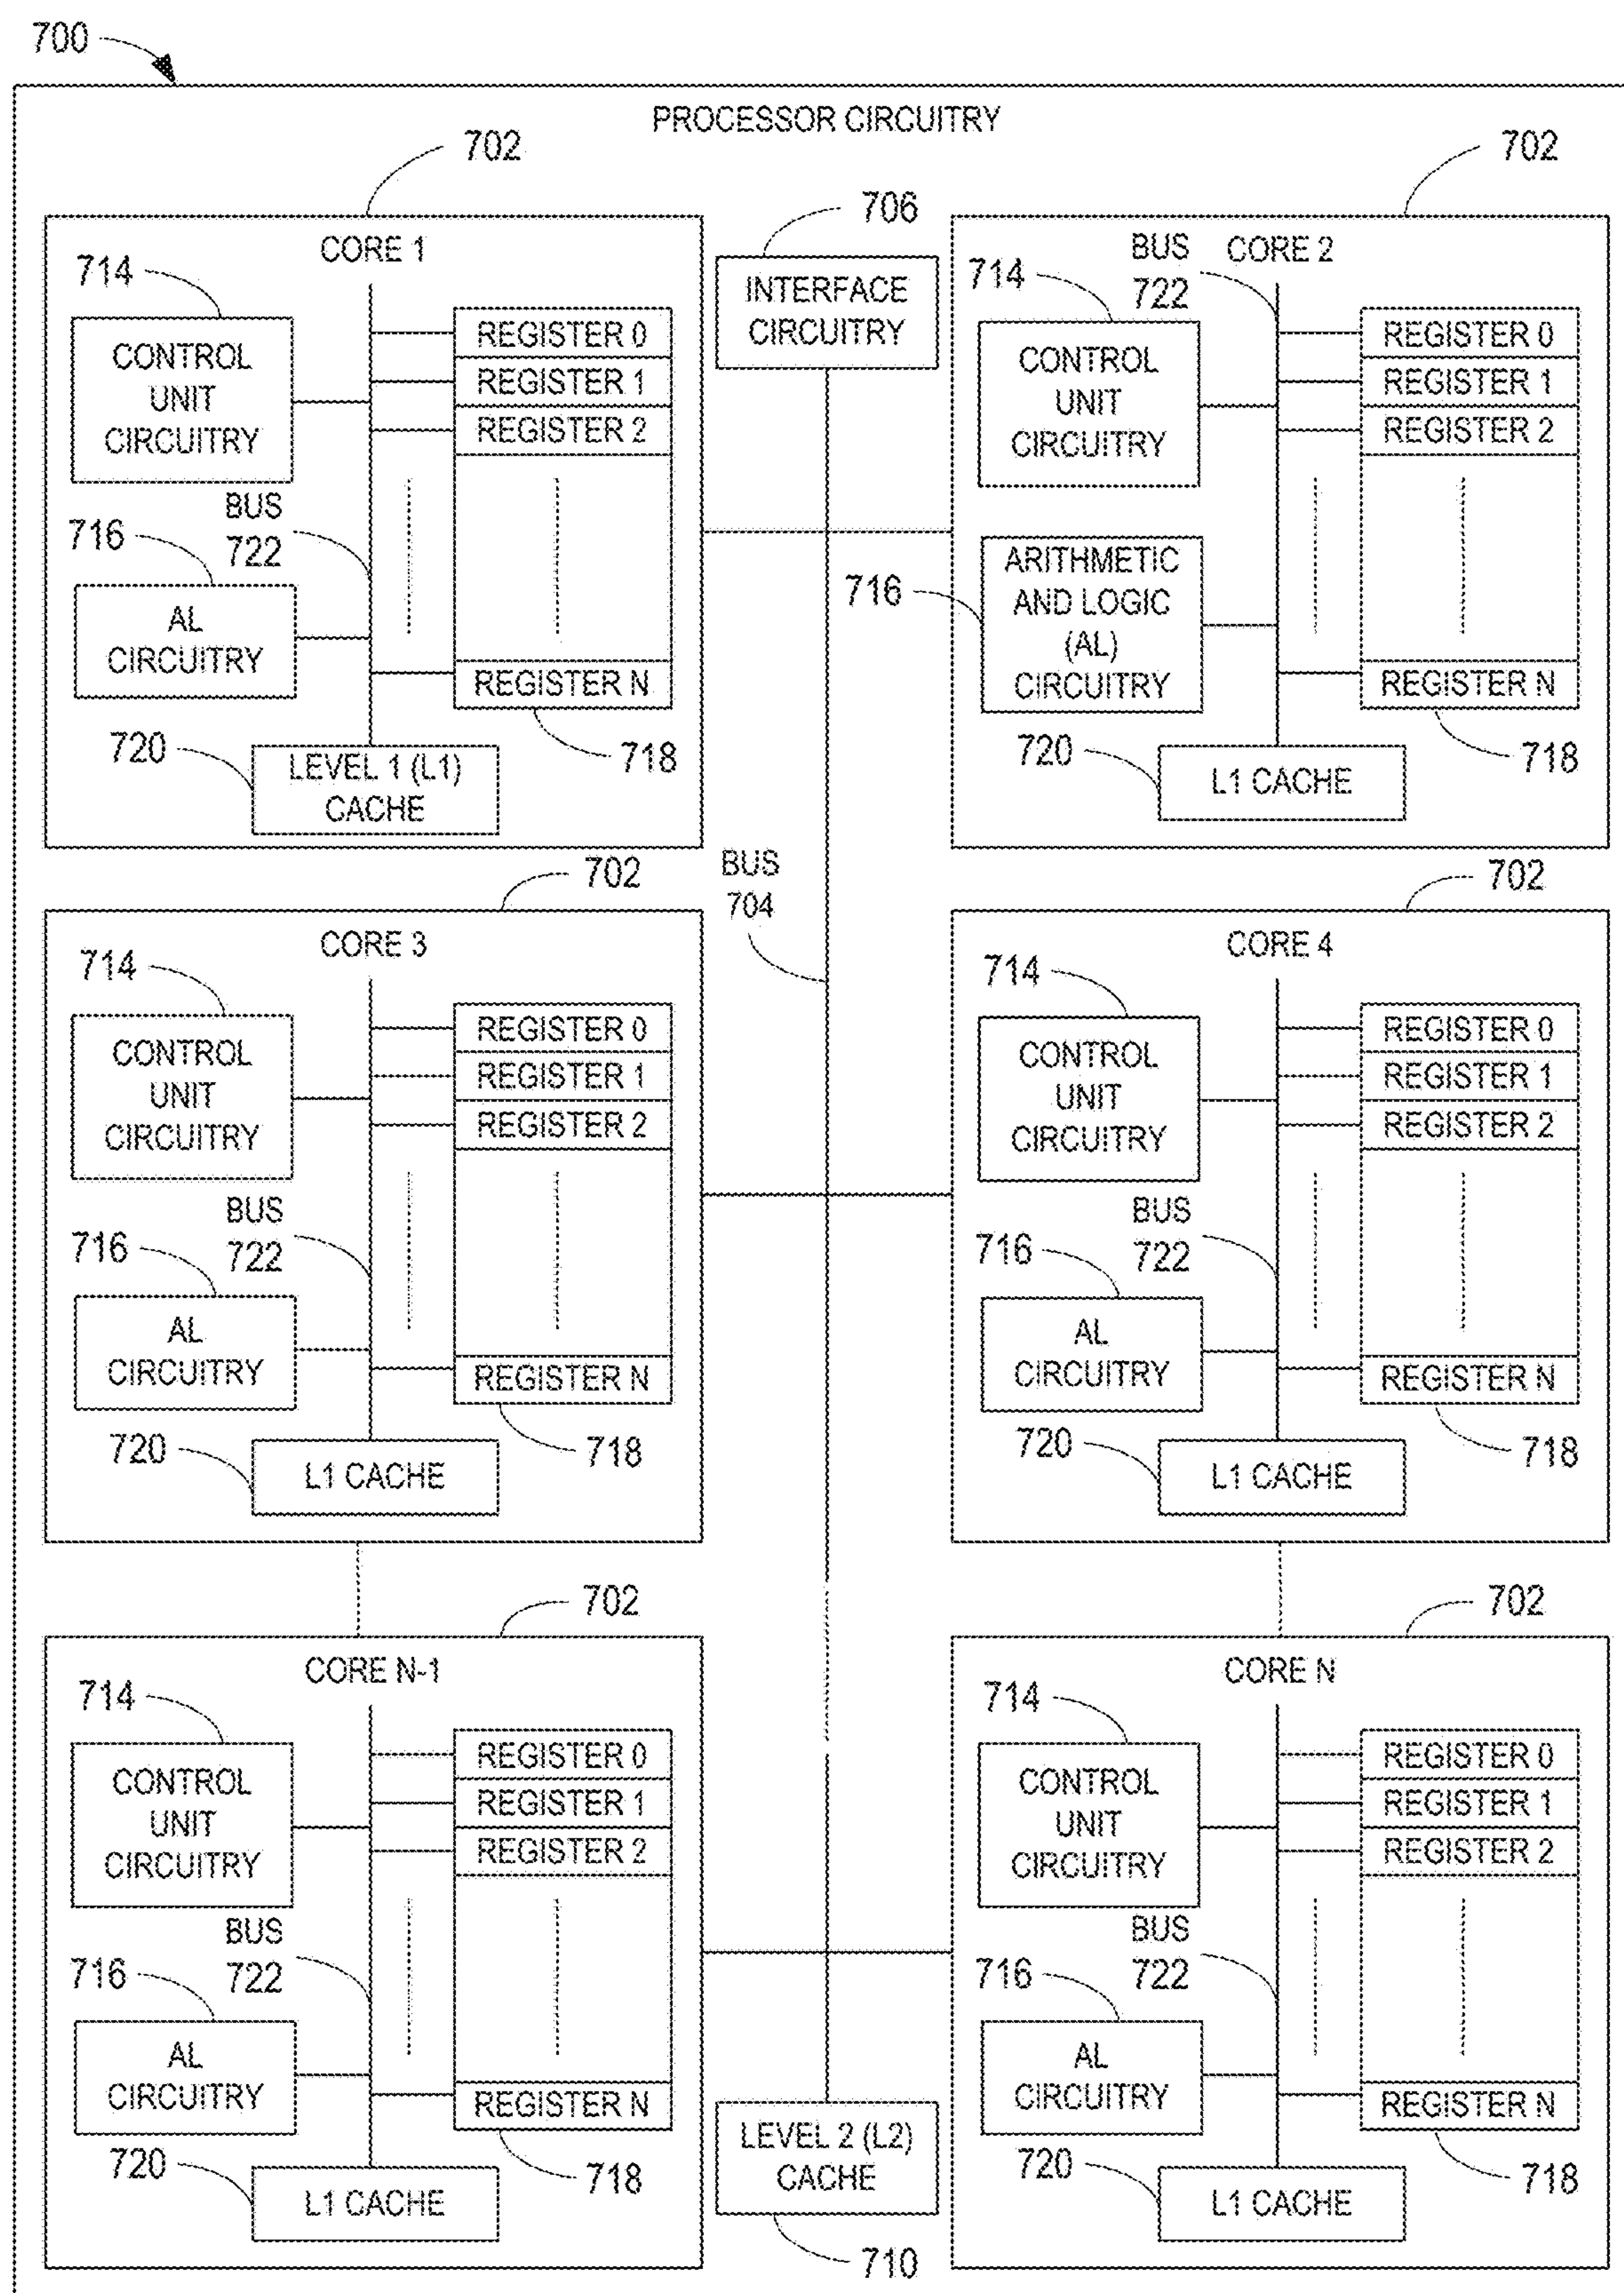 700
PROCESSOR CIRCUITRY
702
CORE 1
714
CONTROL
UNIT
CIRCUITRY
REGISTER 0
REGISTER 1
REGISTER 2
BUS
722
716
AL
CIRCUITRY
REGISTER N
720
LEVEL 1 (L1)
CACHE
718
706
INTERFACE
CIRCUITRY
702
BUS
722
CORE 2
714
CONTROL
UNIT
CIRCUITRY
REGISTER 0
REGISTER 1
REGISTER 2
716
ARITHMETIC
AND LOGIC
(AL)
CIRCUITRY
REGISTER N
720
L1 CACHE
718
BUS
704
702
CORE 3
714
CONTROL
UNIT
CIRCUITRY
REGISTER 0
REGISTER 1
REGISTER 2
BUS
722
716
AL
CIRCUITRY
REGISTER N
720
L1 CACHE
718
702
CORE 4
714
CONTROL
UNIT
CIRCUITRY
REGISTER 0
REGISTER 1
REGISTER 2
BUS
722
716
AL
CIRCUITRY
REGISTER N
720
L1 CACHE
718
702
CORE N-1
714
CONTROL
UNIT
CIRCUITRY
REGISTER 0
REGISTER 1
REGISTER 2
BUS
722
716
AL
CIRCUITRY
REGISTER N
720
L1 CACHE
718
LEVEL 2 (L2)
CACHE
710
702
CORE N
714
CONTROL
UNIT
CIRCUITRY
REGISTER 0
REGISTER 1
REGISTER 2
BUS
722
716
AL
CIRCUITRY
REGISTER N
720
L1 CACHE
718